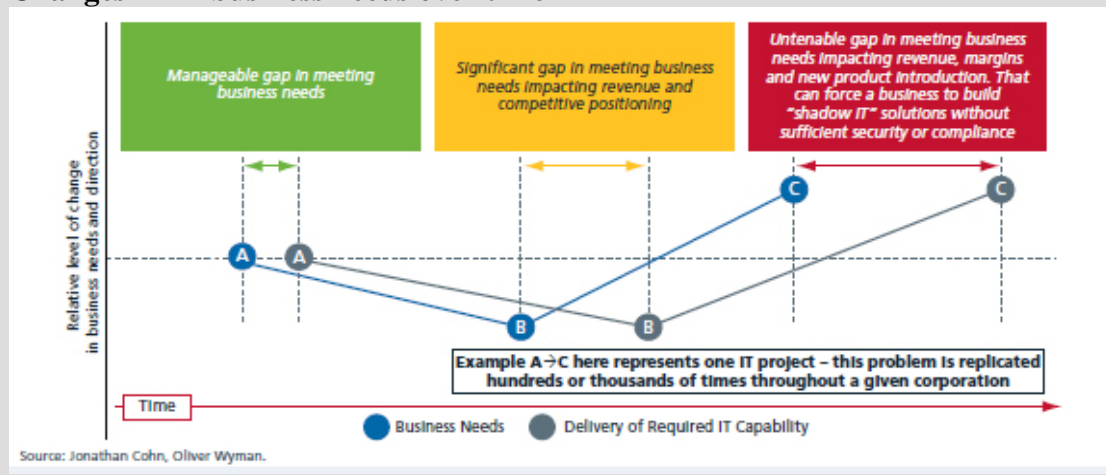 Manageable gap in meeting
business needs
Significant gap in meeting business
needs impacting revenue and
competitive positioning
Untenable gap in meeting business
needs impacting revenue, margins
and new product introduction. That
can force a business to build
"shadow IT" solutions without
sufficient security or compliance
Relative level of change
in business needs and direction
A
A
B
B
C
C
Example A→C here represents one IT project – this problem is replicated
hundreds or thousands of times throughout a given corporation
Time
Business Needs
Delivery of Required IT Capability
Source: Jonathan Cohn, Oliver Wyman.